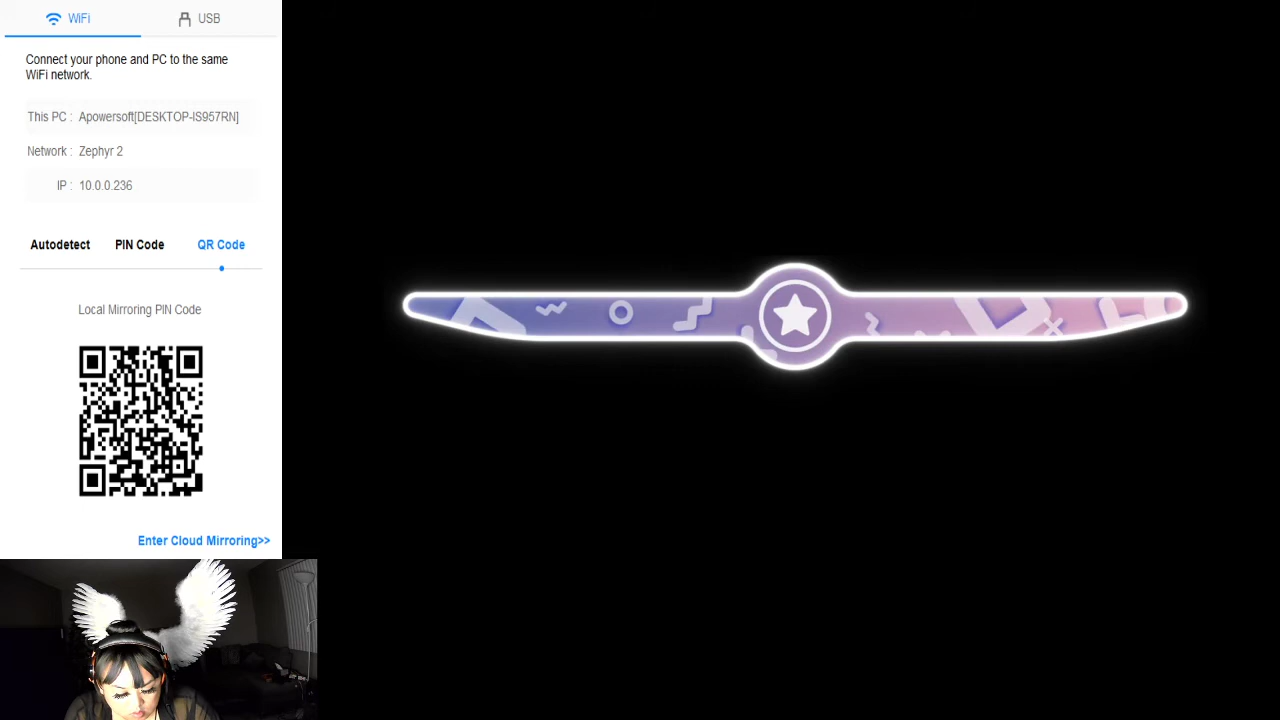 WiFi
USB
Connect your phone and PC to the same
WiFi network.
This PC : Apowersoft[DESKTOP-IS957RN]
Network : Zephyr 2
IP : 10.0.0.236
Autodetect PIN Code QR Code
Local Mirroring PIN Code
Enter Cloud Mirroring>>